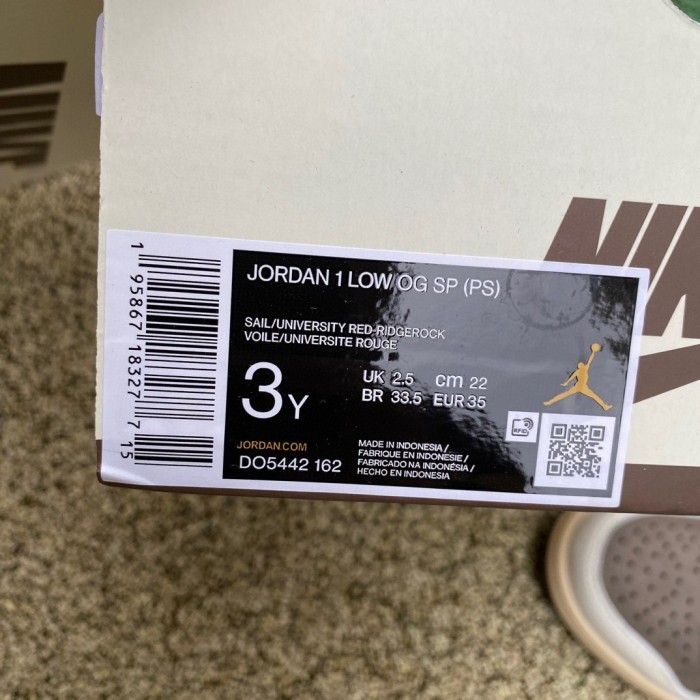 NIK
JORDAN 1 LOW OG SP (PS)
SAIL/UNIVERSITY RED-RIDGEROCK
VOILE/UNIVERSITE ROUGE
3Y
UK 2.5 cm 22
BR 33.5 EUR 35
RFID
JORDAN.COM
DO5442 162
MADE IN INDONESIA /
FABRIQUE EN INDONESIE /
FABRICADO NA INDONÉSIA /
HECHO EN INDONESIA
1 95867 18327 7 15